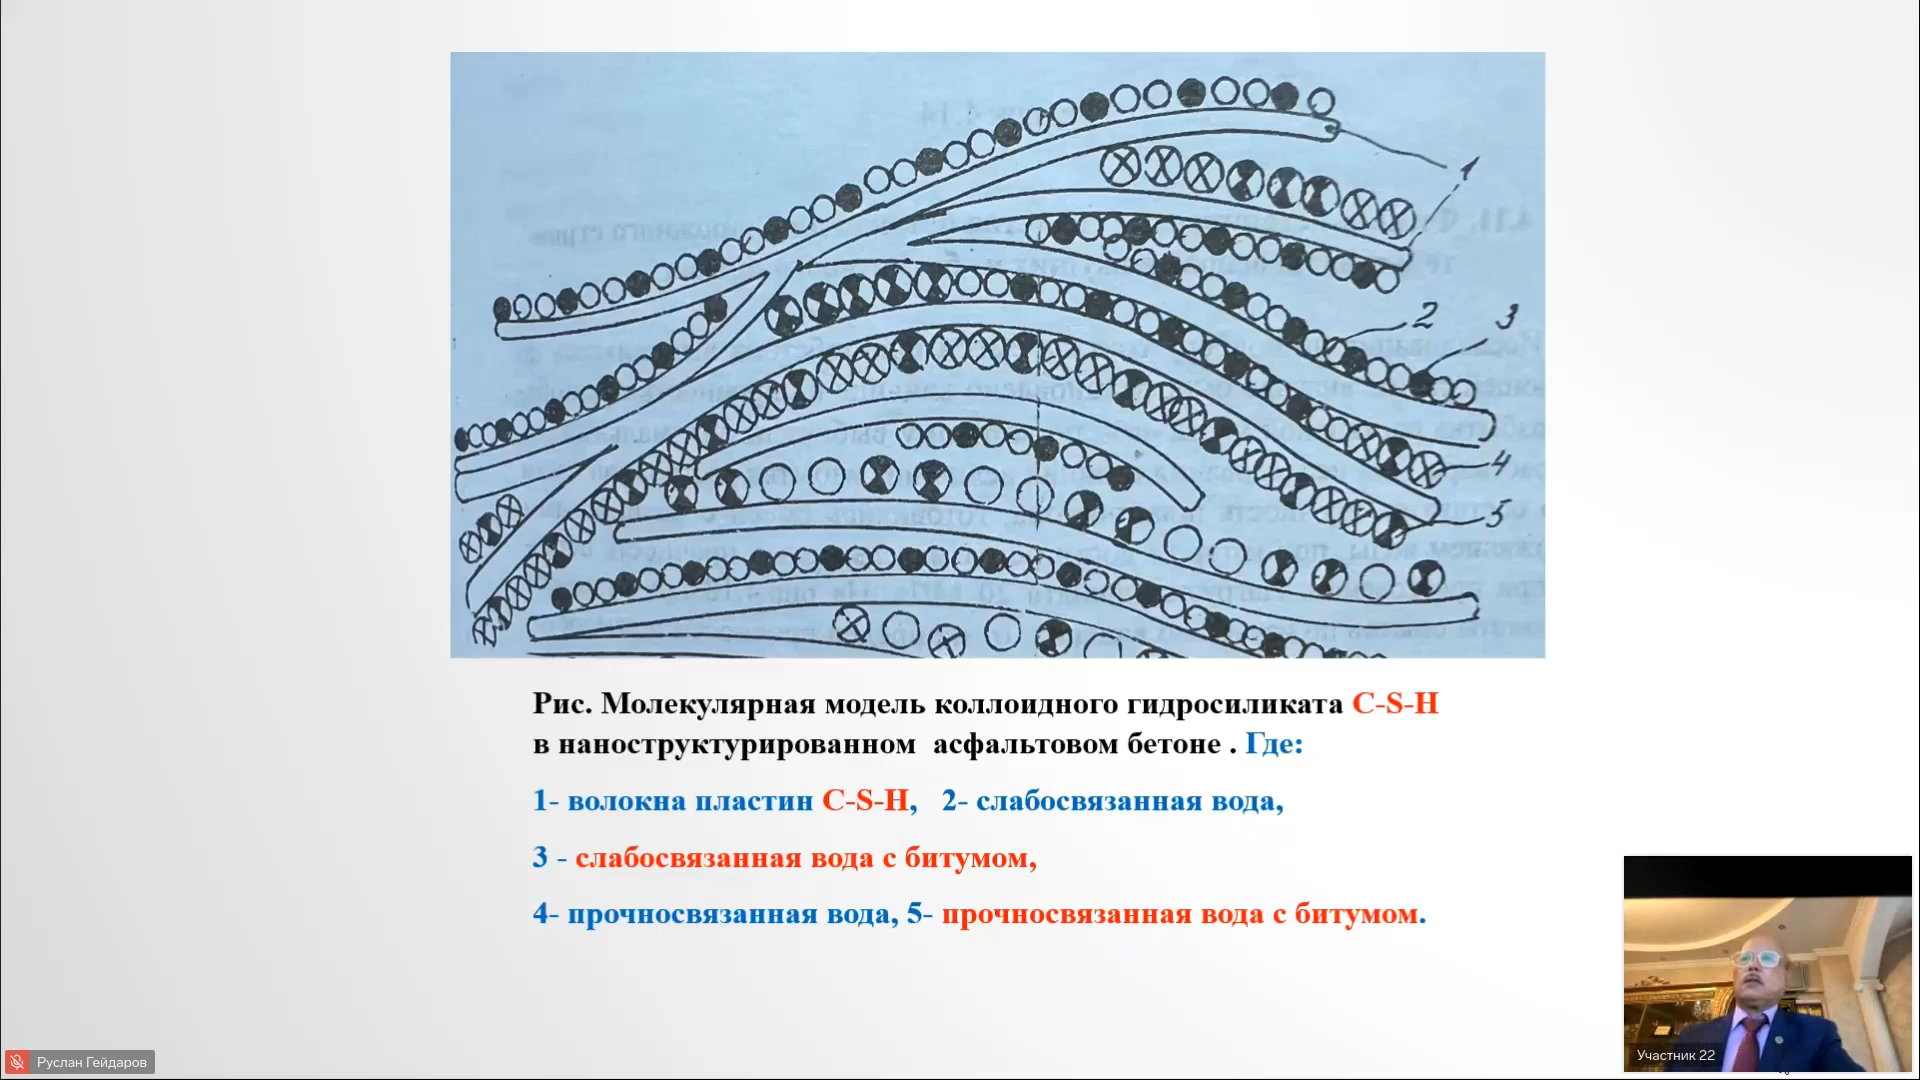 1
2
3
4
5
Рис. Молекулярная модель коллоидного гидросиликата C-S-H
в наноструктурированном асфальтовом бетоне . Где:
1- волокна пластин C-S-H, 2- слабосвязанная вода,
3 - слабосвязанная вода с битумом,
4- прочносвязанная вода, 5- прочносвязанная вода с битумом.
Руслан Гейдаров
Участник 22